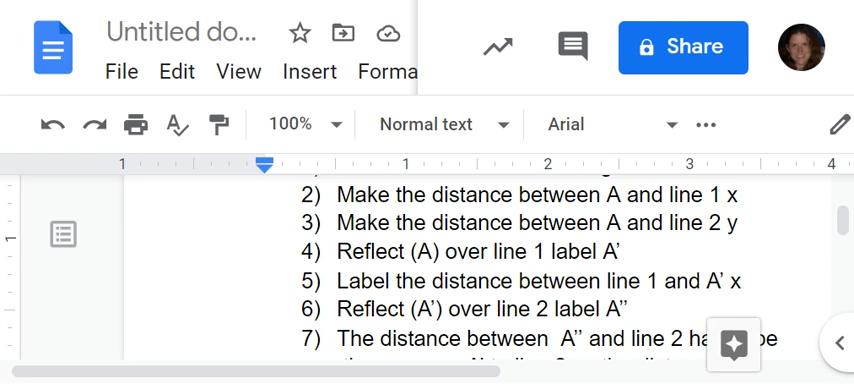 Untitled do...
File Edit View Insert Forma
Share
100% Normal text Arial
1 1 2 3 4
1
2) Make the distance between A and line 1 x
3) Make the distance between A and line 2 y
4) Reflect (A) over line 1 label A’
5) Label the distance between line 1 and A’ x
6) Reflect (A’) over line 2 label A’’
7) The distance between A’’ and line 2 ha be